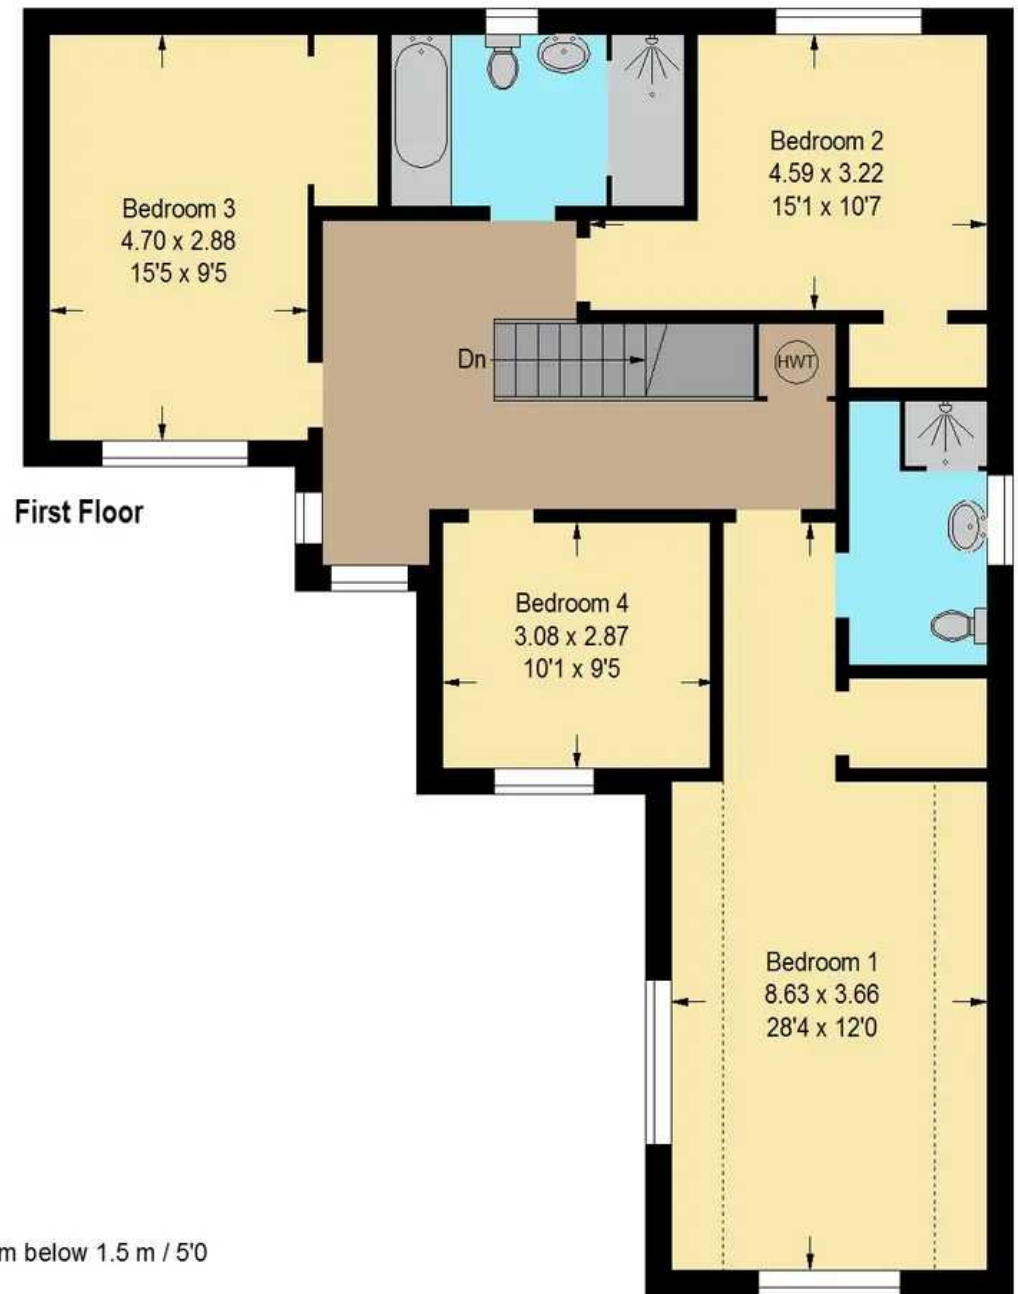 Bedroom 2
4.59 x 3.22
15'1 x 10'7
Bedroom 3
4.70 x 2.88
15'5 x 9'5
Dn
HWT
First Floor
Bedroom 4
3.08 x 2.87
10'1 x 9'5
Bedroom 1
8.63 x 3.66
28'4 x 12'0
m below 1.5 m / 5'0